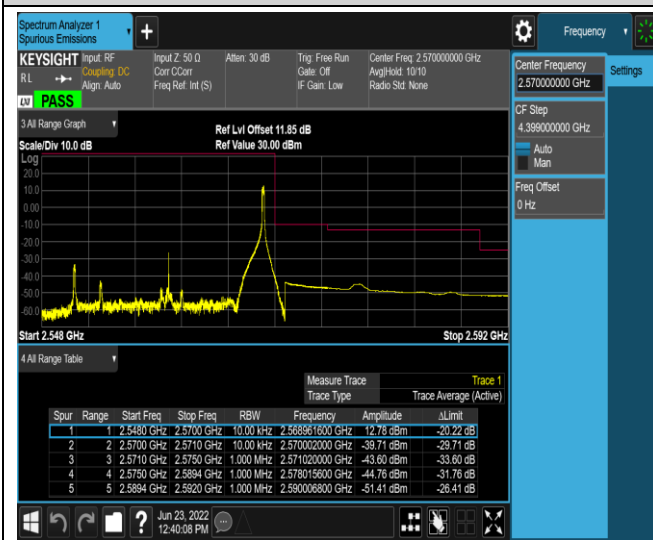 Spectrum Analyzer 1
Spurious Emissions
+
Frequency
KEYSIGHT Input: RF Input Z: 50 Ω Atten: 30 dB Trig: Free Run Center Freq: 2.570000000 GHz
RL Coupling: DC Corr CCorr Gate: Off Avg|Hold: 10/10
Align: Auto Freq Ref: Int (S) IF Gain: Low Radio Std: None
LXI PASS
Center Frequency
2.570000000 GHz
Settings
CF Step
4.399000000 GHz
Auto
Man
Freq Offset
0 Hz
3 All Range Graph
Ref Lvl Offset 11.85 dB
Scale/Div 10.0 dB Ref Value 30.00 dBm
Log
20.0
10.0
0.00
-10.0
-20.0
-30.0
-40.0
-50.0
-60.0
Start 2.548 GHz Stop 2.592 GHz
4 All Range Table
Measure Trace Trace 1
Trace Type Trace Average (Active)
Spur Range Start Freq Stop Freq RBW Frequency Amplitude ΔLimit
1 1 2.5480 GHz 2.5700 GHz 10.00 kHz 2.568961600 GHz 12.78 dBm -20.22 dB
2 2 2.5700 GHz 2.5710 GHz 10.00 kHz 2.570002000 GHz -39.71 dBm -29.71 dB
3 3 2.5710 GHz 2.5750 GHz 1.000 MHz 2.571020000 GHz -43.60 dBm -33.60 dB
4 4 2.5750 GHz 2.5894 GHz 1.000 MHz 2.578015600 GHz -44.76 dBm -31.76 dB
5 5 2.5894 GHz 2.5920 GHz 1.000 MHz 2.590006800 GHz -51.41 dBm -26.41 dB
? Jun 23, 2022
12:40:08 PM